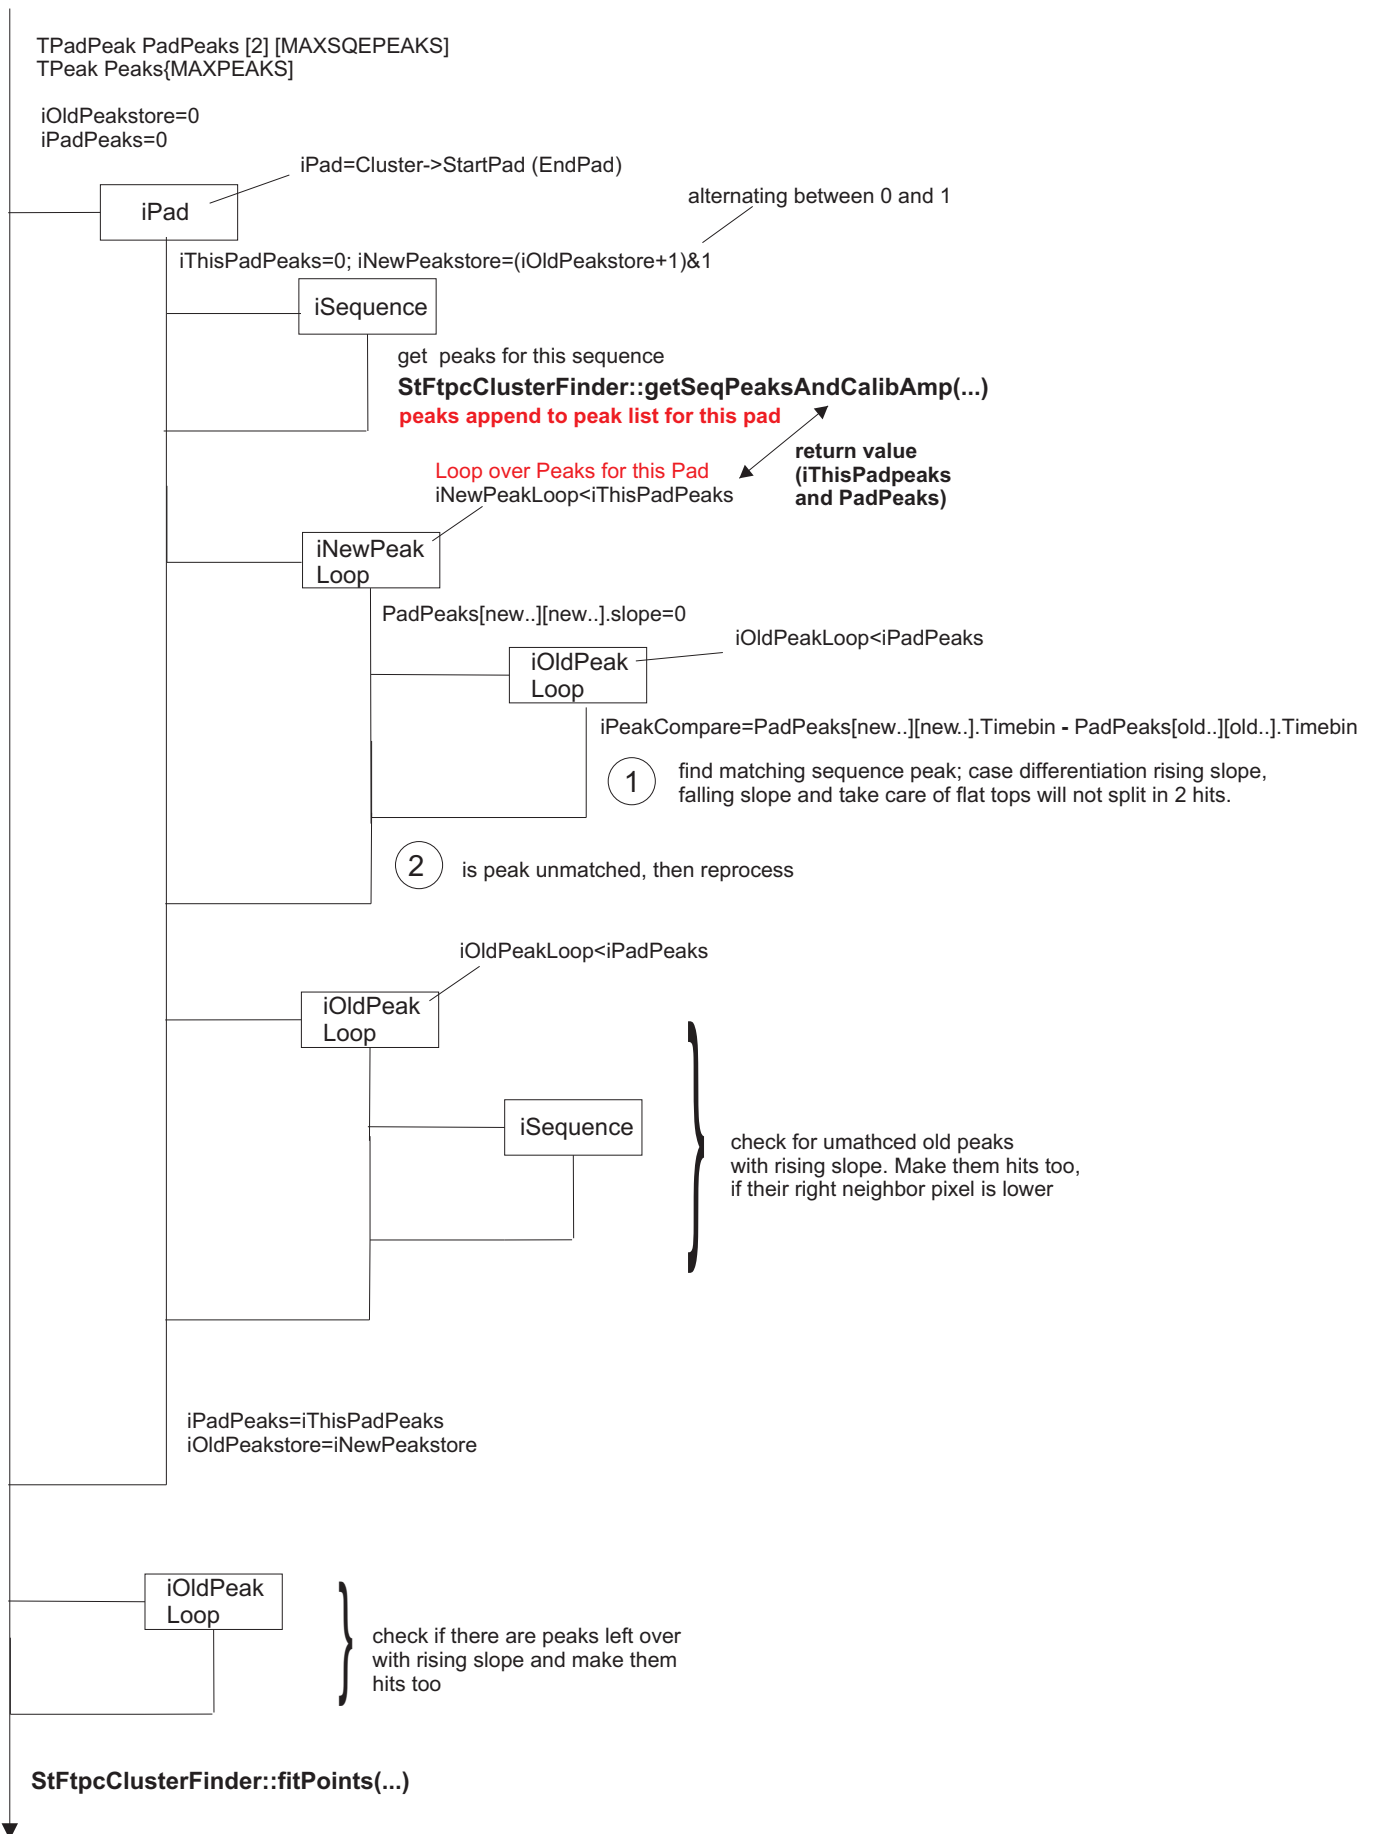 TPadPeak PadPeaks [2] [MAXSQEPEAKS]
TPeak Peaks{MAXPEAKS]
iOldPeakstore=0
iPadPeaks=0
iPad=Cluster->StartPad (EndPad)
alternating between 0 and 1
iPad
iThisPadPeaks=0; iNewPeakstore=(iOldPeakstore+1)&1
iSequence
get peaks for this sequence
StFtpcClusterFinder::getSeqPeaksAndCalibAmp(...)
peaks append to peak list for this pad
return value
(iThisPadpeaks
and PadPeaks)
Loop over Peaks for this Pad
iNewPeakLoop<iThisPadPeaks
iNewPeak
Loop
PadPeaks[new..][new..].slope=0
iOldPeakLoop<iPadPeaks
iOldPeak
Loop
iPeakCompare=PadPeaks[new..][new..].Timebin - PadPeaks[old..][old..].Timebin
1
find matching sequence peak; case differentiation rising slope,
falling slope and take care of flat tops will not split in 2 hits.
2
is peak unmatched, then reprocess
iOldPeakLoop<iPadPeaks
iOldPeak
Loop
iSequence
check for umathced old peaks
with rising slope. Make them hits too,
if their right neighbor pixel is lower
iPadPeaks=iThisPadPeaks
iOldPeakstore=iNewPeakstore
iOldPeak
Loop
check if there are peaks left over
with rising slope and make them
hits too
StFtpcClusterFinder::fitPoints(...)